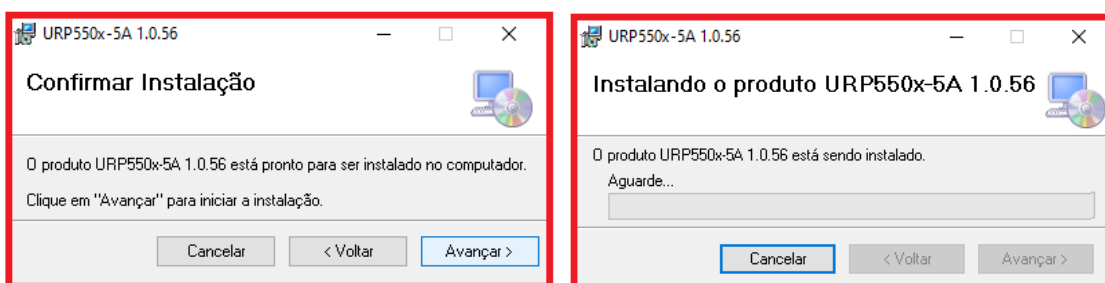 URP550x-5A 1.0.56
Confirmar Instalação
O produto URP550x-5A 1.0.56 está pronto para ser instalado no computador.
Clique em "Avançar" para iniciar a instalação.
Cancelar
< Voltar
Avançar >
URP550x-5A 1.0.56
Instalando o produto URP550x-5A 1.0.56
O produto URP550x-5A 1.0.56 está sendo instalado.
Aguarde...
Cancelar
< Voltar
Avançar >